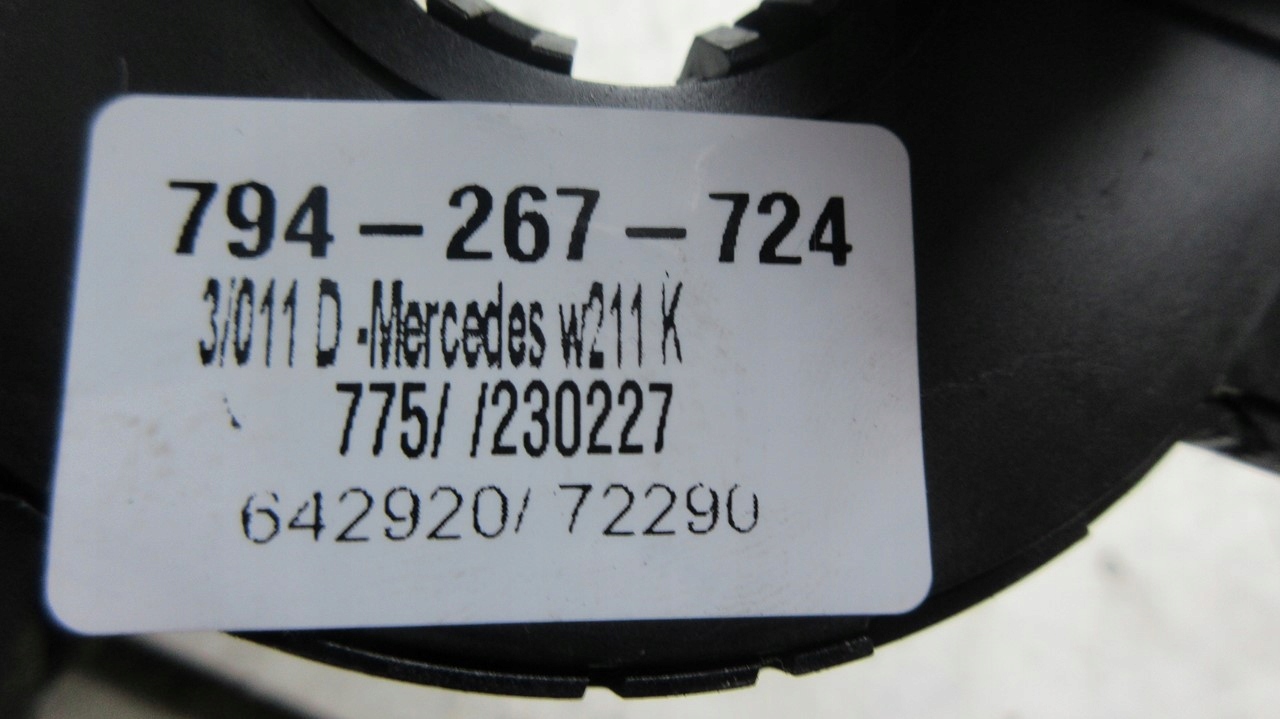 794-267-724
3/011 D -Mercedes w211 K
775/ /230227
642920/ 72290